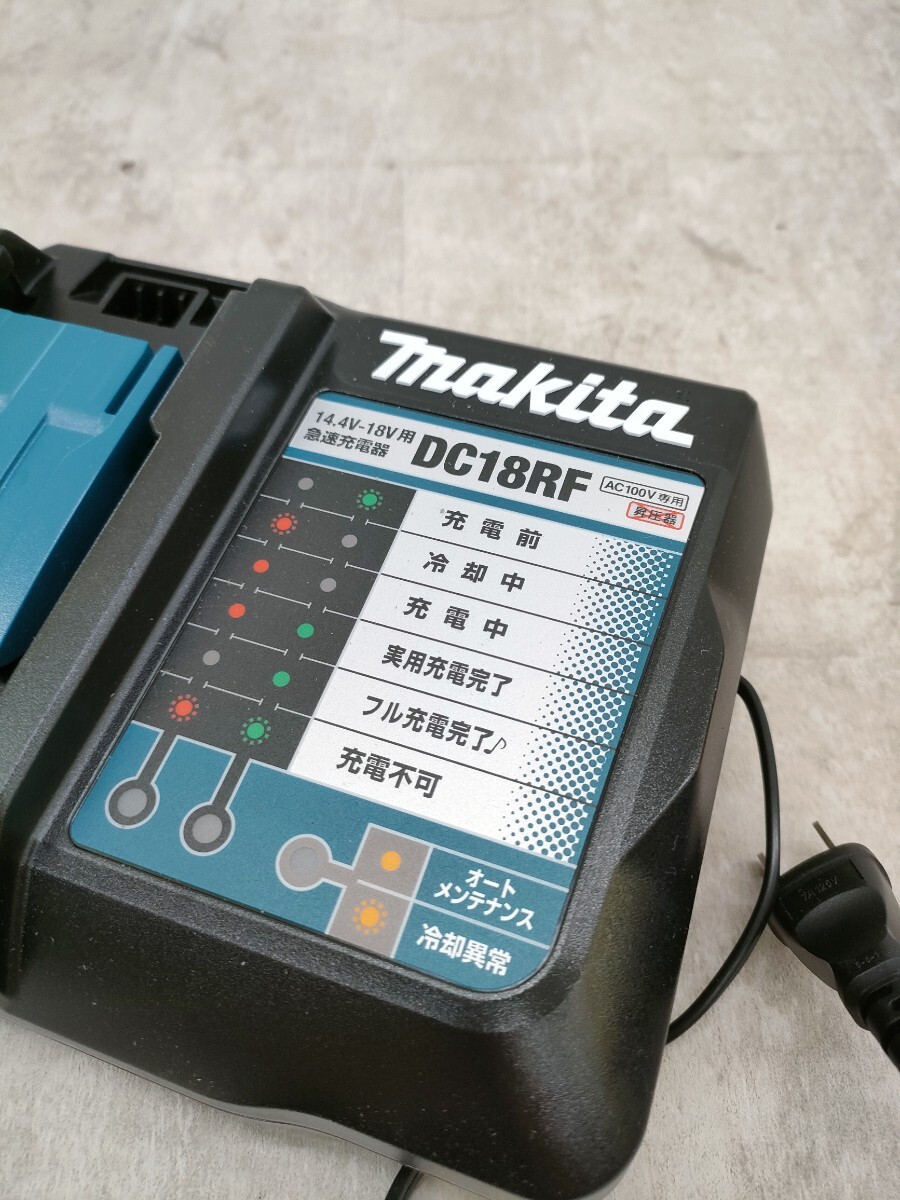 makita
14.4V-18V用
急速充電器
DC18RF
AC100V専用
昇圧器
充電前
冷却中
充電中
実用充電完了
フル充電完了♪
充電不可
オート
メンテナンス
冷却異常
7A 120V